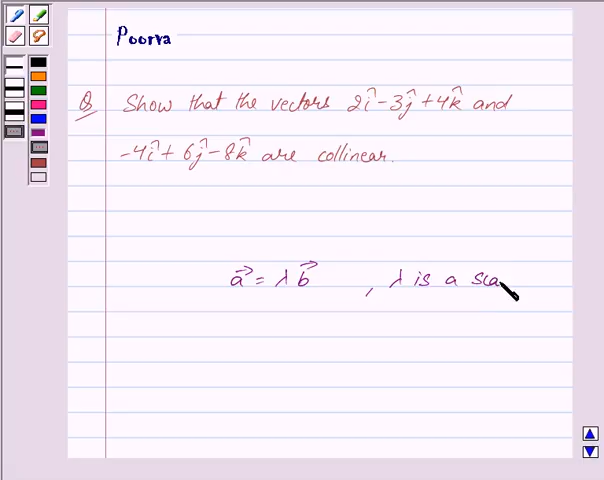 Poorva
Q Show that the vectors 2î - 3ĵ + 4k̂ and
-4î + 6ĵ - 8k̂ are collinear.
a⃗ = λ b⃗ , λ is a sca